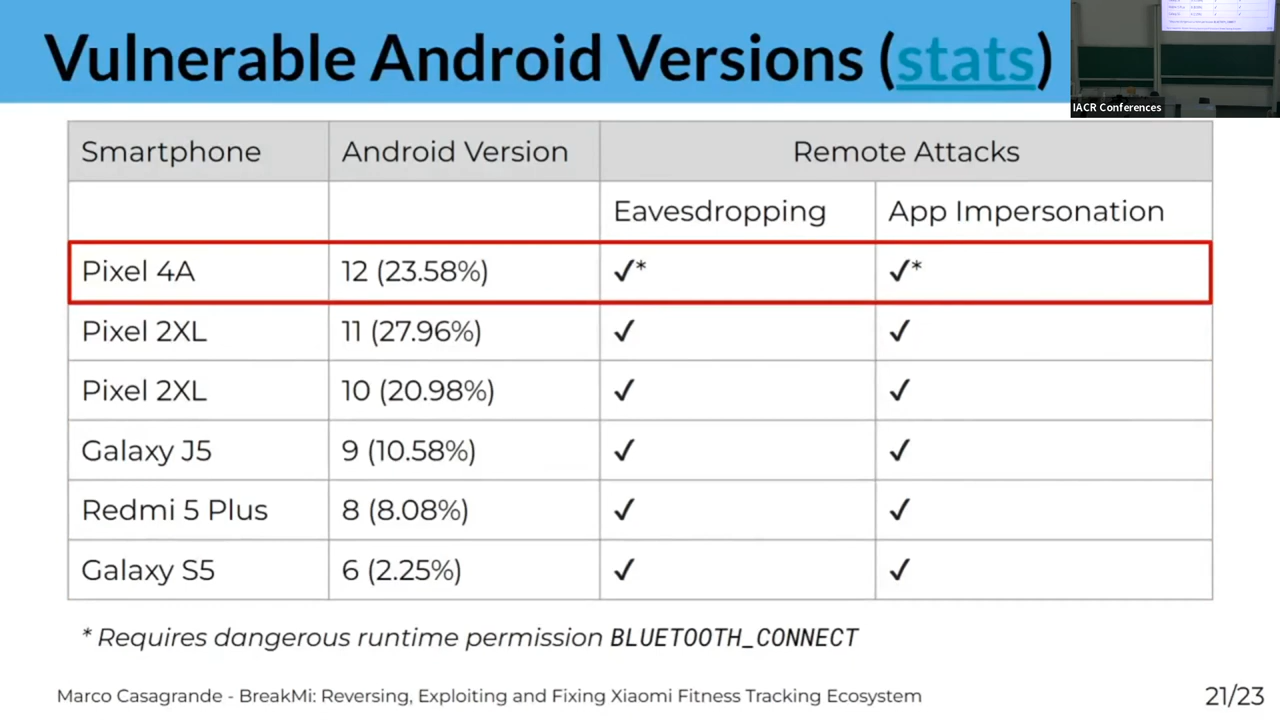 Vulnerable Android Versions (stats)
IACR Conferences
Smartphone Android Version Remote Attacks
Eavesdropping App Impersonation
Pixel 4A 12 (23.58%) ✓* ✓*
Pixel 2XL 11 (27.96%) ✓ ✓
Pixel 2XL 10 (20.98%) ✓ ✓
Galaxy J5 9 (10.58%) ✓ ✓
Redmi 5 Plus 8 (8.08%) ✓ ✓
Galaxy S5 6 (2.25%) ✓ ✓
* Requires dangerous runtime permission BLUETOOTH_CONNECT
Marco Casagrande - BreakMi: Reversing, Exploiting and Fixing Xiaomi Fitness Tracking Ecosystem 21/23